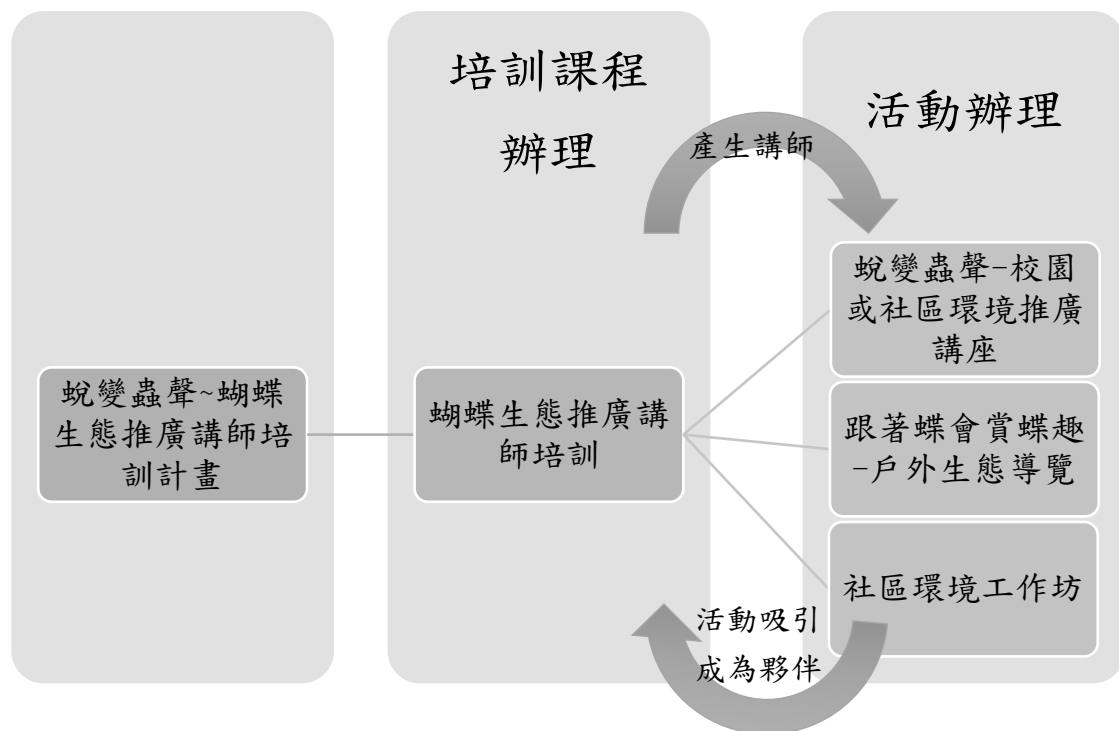 培訓課程
辦理
活動辦理
產生講師
蛻變蟲聲~蝴蝶
生態推廣講師培
訓計畫
蝴蝶生態推廣講
師培訓
蛻變蟲聲-校園
或社區環境推廣
講座
跟著蝶會賞蝶趣
-戶外生態導覽
社區環境工作坊
活動吸引
成為夥伴